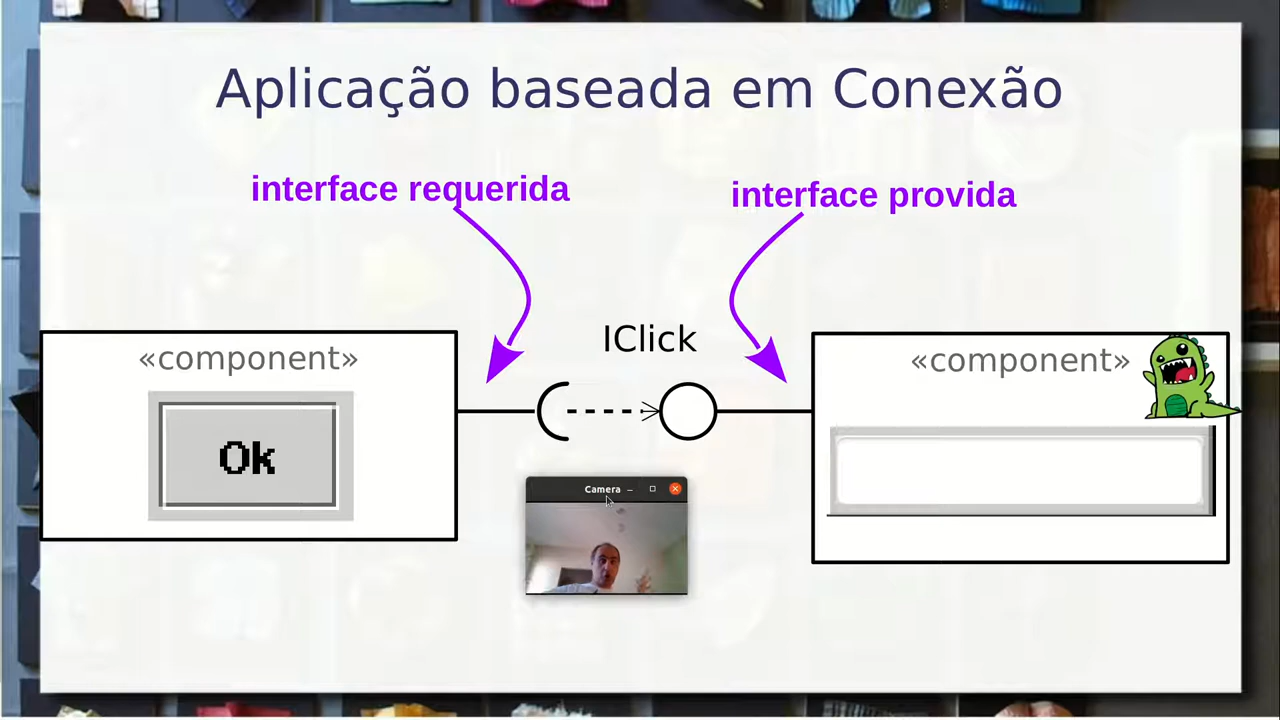 Aplicação baseada em Conexão
interface requerida
interface provida
IClick
«component»
«component»
Ok
Camera